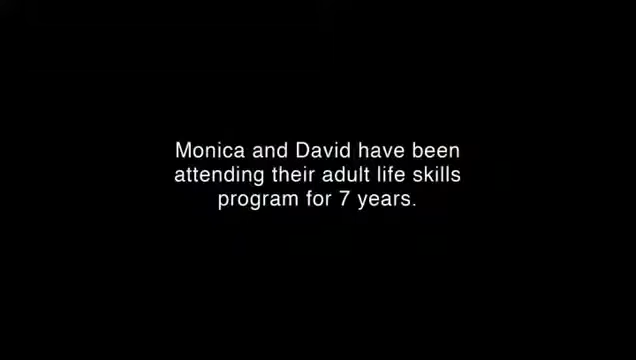 Monica and David have been
attending their adult life skills
program for 7 years.